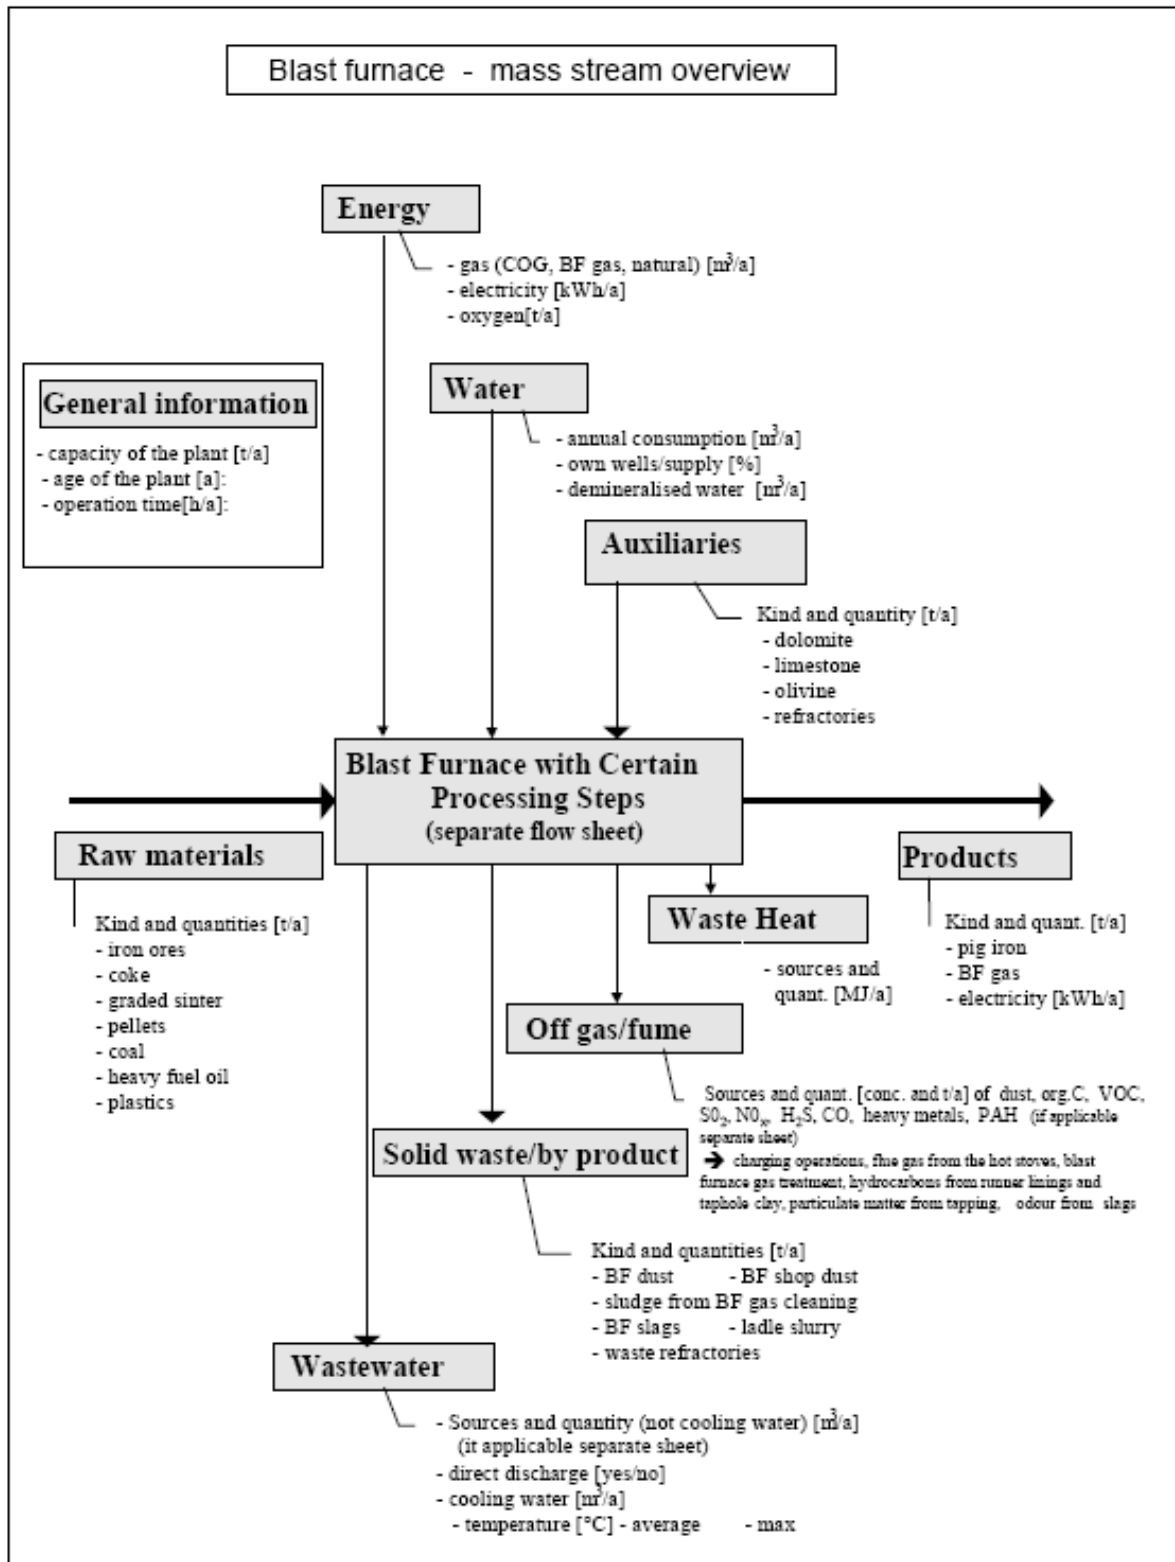 Blast furnace - mass stream overview
Energy
- gas (COG, BF gas, natural) [m³/a]
- electricity [kWh/a]
- oxygen[t/a]
General information
- capacity of the plant [t/a]
- age of the plant [a]:
- operation time[h/a]:
Water
- annual consumption [m³/a]
- own wells/supply [%]
- demineralised water [m³/a]
Auxiliaries
Kind and quantity [t/a]
- dolomite
- limestone
- olivine
- refractories
Blast Furnace with Certain
Processing Steps
(separate flow sheet)
Raw materials
Kind and quantities [t/a]
- iron ores
- coke
- graded sinter
- pellets
- coal
- heavy fuel oil
- plastics
Products
Kind and quant. [t/a]
- pig iron
- BF gas
- electricity [kWh/a]
Waste Heat
- sources and
quant. [MJ/a]
Off gas/fume
Sources and quant. [conc. and t/a] of dust, org.C, VOC,
S0₂, N0ₓ, H₂S, CO, heavy metals, PAH (if applicable
separate sheet)
➔ charging operations, flue gas from the hot stoves, blast
furnace gas treatment, hydrocarbons from runner linings and
taphole clay, particulate matter from tapping, odour from slags
Solid waste/by product
Kind and quantities [t/a]
- BF dust - BF shop dust
- sludge from BF gas cleaning
- BF slags - ladle slurry
- waste refractories
Wastewater
- Sources and quantity (not cooling water) [m³/a]
(it applicable separate sheet)
- direct discharge [yes/no]
- cooling water [m³/a]
- temperature [°C] - average - max